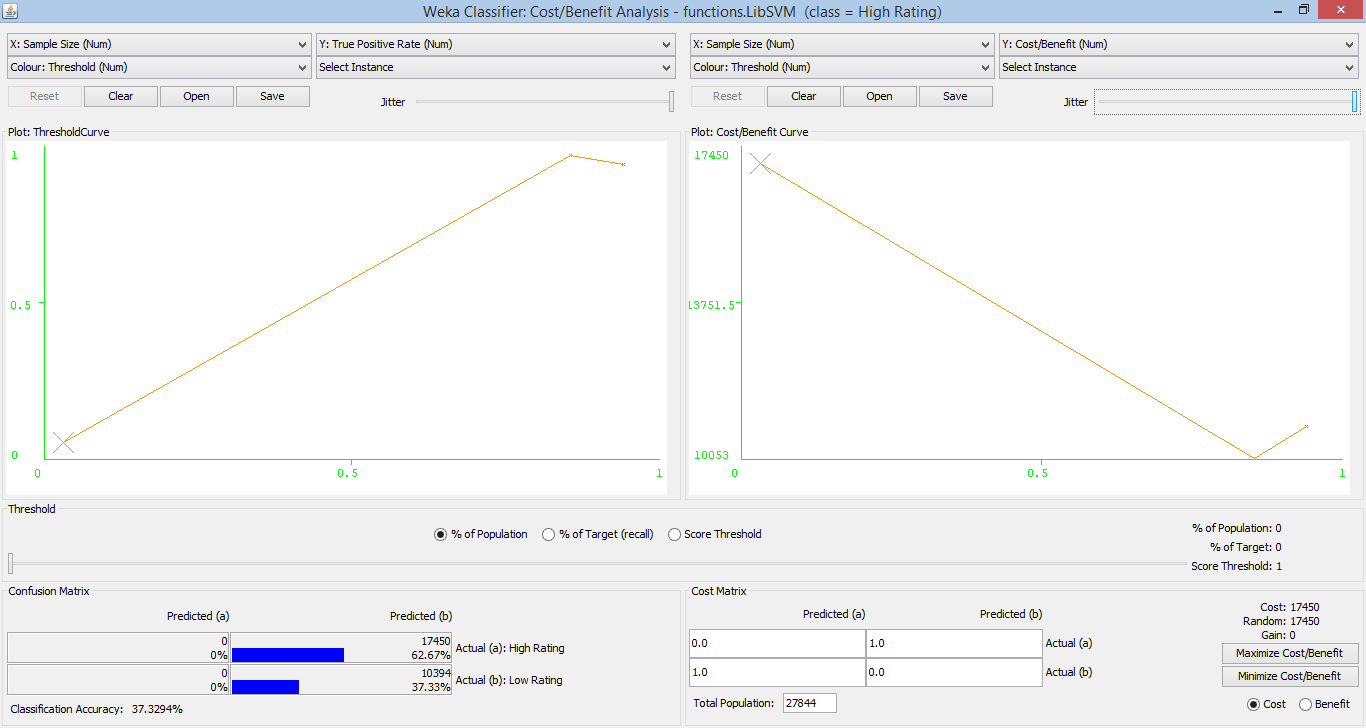 Weka Classifier: Cost/Benefit Analysis - functions.LibSVM (class = High Rating)
X: Sample Size (Num) Y: True Positive Rate (Num) X: Sample Size (Num) Y: Cost/Benefit (Num)
Colour: Threshold (Num) Select Instance Colour: Threshold (Num) Select Instance
Reset Clear Open Save Jitter Reset Clear Open Save Jitter
Plot: ThresholdCurve
1
0.5
0
0 0.5 1
Plot: Cost/Benefit Curve
17450
13751.5
10053
0 0.5 1
Threshold
% of Population % of Target (recall) Score Threshold
% of Population: 0
% of Target: 0
Score Threshold: 1
Confusion Matrix
Predicted (a) Predicted (b)
0 17450
0% 62.67% Actual (a): High Rating
0 10394
0% 37.33% Actual (b): Low Rating
Classification Accuracy: 37.3294%
Cost Matrix
Predicted (a) Predicted (b)
0.0 1.0 Actual (a)
1.0 0.0 Actual (b)
Total Population: 27844
Cost: 17450
Random: 17450
Gain: 0
Maximize Cost/Benefit
Minimize Cost/Benefit
Cost Benefit